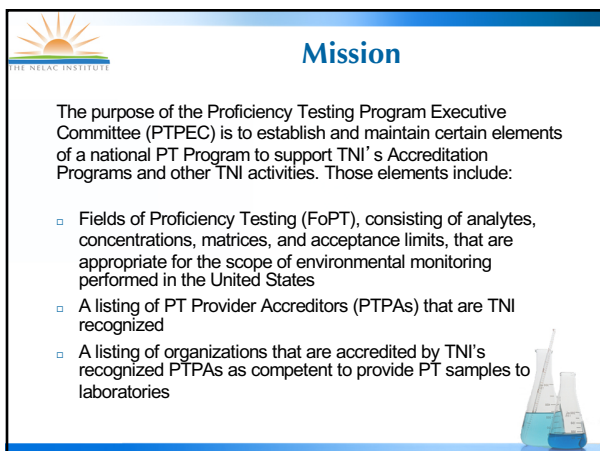 THE NELAC INSTITUTE
Mission
The purpose of the Proficiency Testing Program Executive
Committee (PTPEC) is to establish and maintain certain elements
of a national PT Program to support TNI's Accreditation
Programs and other TNI activities. Those elements include:
Fields of Proficiency Testing (FoPT), consisting of analytes,
concentrations, matrices, and acceptance limits, that are
appropriate for the scope of environmental monitoring
performed in the United States
A listing of PT Provider Accreditors (PTPAs) that are TNI
recognized
A listing of organizations that are accredited by TNI's
recognized PTPAs as competent to provide PT samples to
laboratories